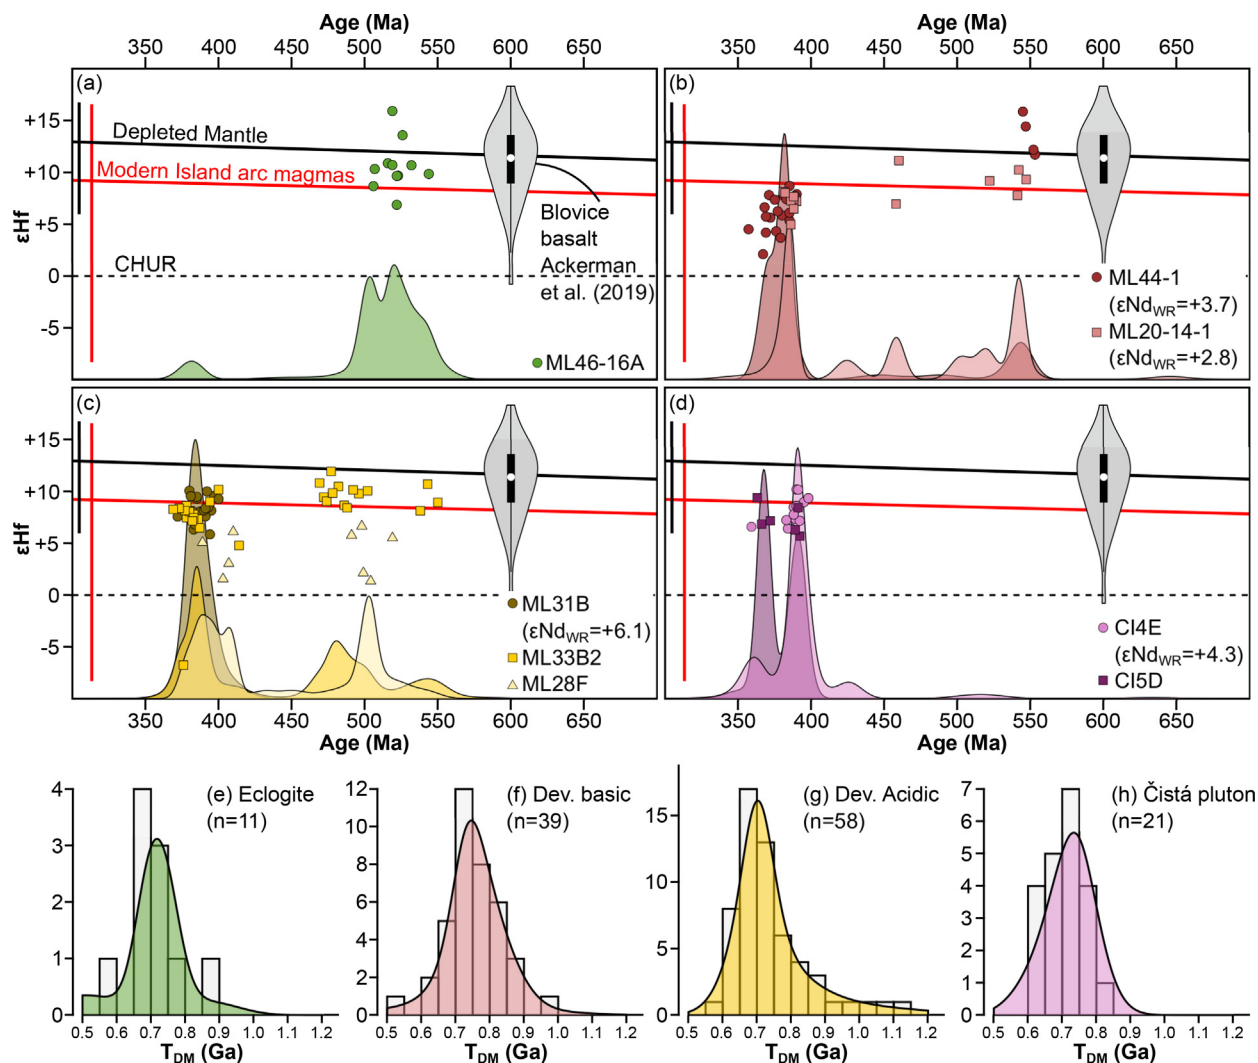 Age (Ma)
350 400 450 500 550 600 650
Age (Ma)
350 400 450 500 550 600 650
(a)
+15
+10
+5
0
-5
εHf
Depleted Mantle
Modern Island arc magmas
CHUR
Blovice
basalt
Ackerman
et al. (2019)
ML46-16A
(b)
ML44-1
(εNdWR=+3.7)
ML20-14-1
(εNdWR=+2.8)
(c)
+15
+10
+5
0
-5
εHf
ML31B
(εNdWR=+6.1)
ML33B2
ML28F
(d)
CI4E
(εNdWR=+4.3)
CI5D
350 400 450 500 550 600 650
Age (Ma)
350 400 450 500 550 600 650
Age (Ma)
(e) Eclogite
(n=11)
4
3
2
1
0
0.5 0.6 0.7 0.8 0.9 1.0 1.1 1.2
TDM (Ga)
(f) Dev. basic
(n=39)
12
10
8
6
4
2
0
0.5 0.6 0.7 0.8 0.9 1.0 1.1 1.2
TDM (Ga)
(g) Dev. Acidic
(n=58)
15
10
5
0
0.5 0.6 0.7 0.8 0.9 1.0 1.1 1.2
TDM (Ga)
(h) Čistá pluton
(n=21)
7
6
5
4
3
2
1
0
0.5 0.6 0.7 0.8 0.9 1.0 1.1 1.2
TDM (Ga)